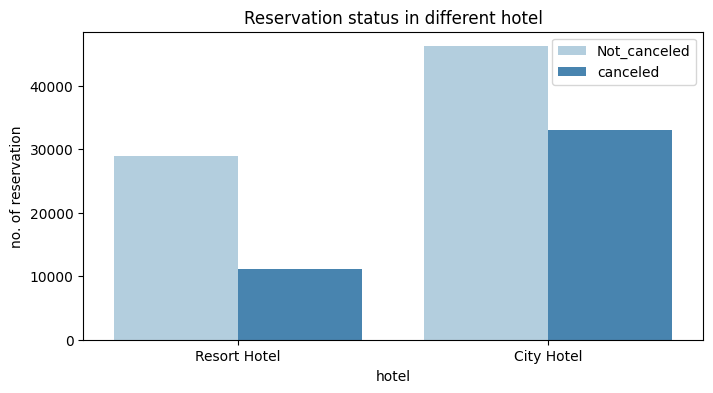 Reservation status in different hotel
Not_canceled
canceled
no. of reservation
40000
30000
20000
10000
0
Resort Hotel
City Hotel
hotel